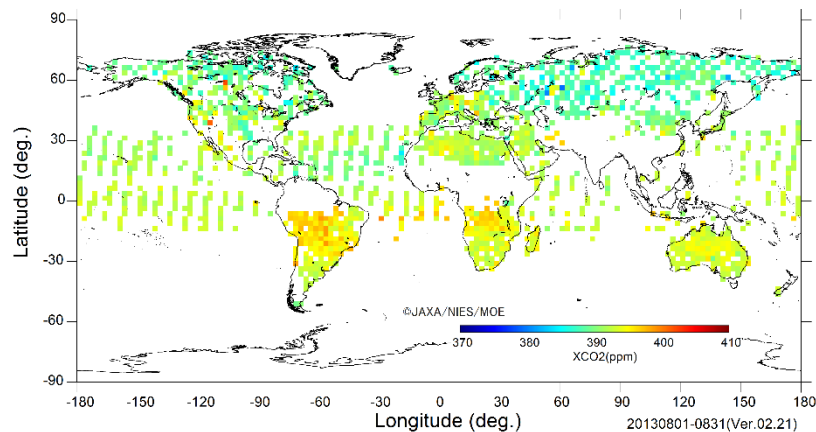 90
60
30
0
-30
-60
-90
Latitude (deg.)
©JAXA/NIES/MOE
370 380 390 400 410
XCO2(ppm)
-180 -150 -120 -90 -60 -30 0 30 60 90 120 150 180
Longitude (deg.)
20130801-0831(Ver.02.21)